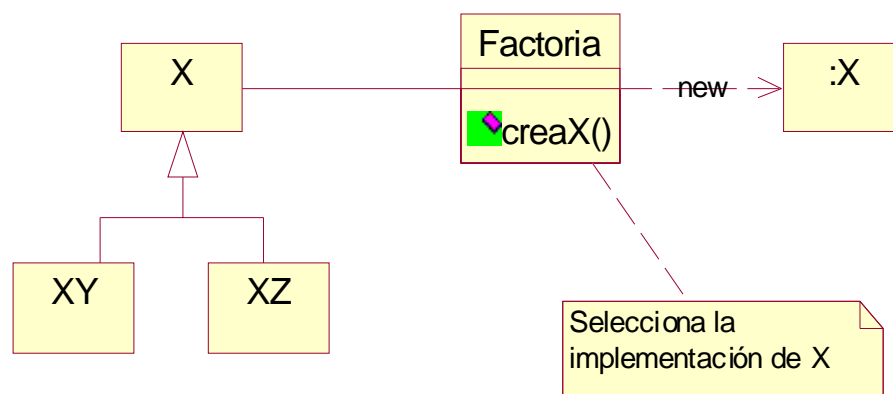 X
Factoria
creaX()
new
:X
XY
XZ
Selecciona la
implementación de X